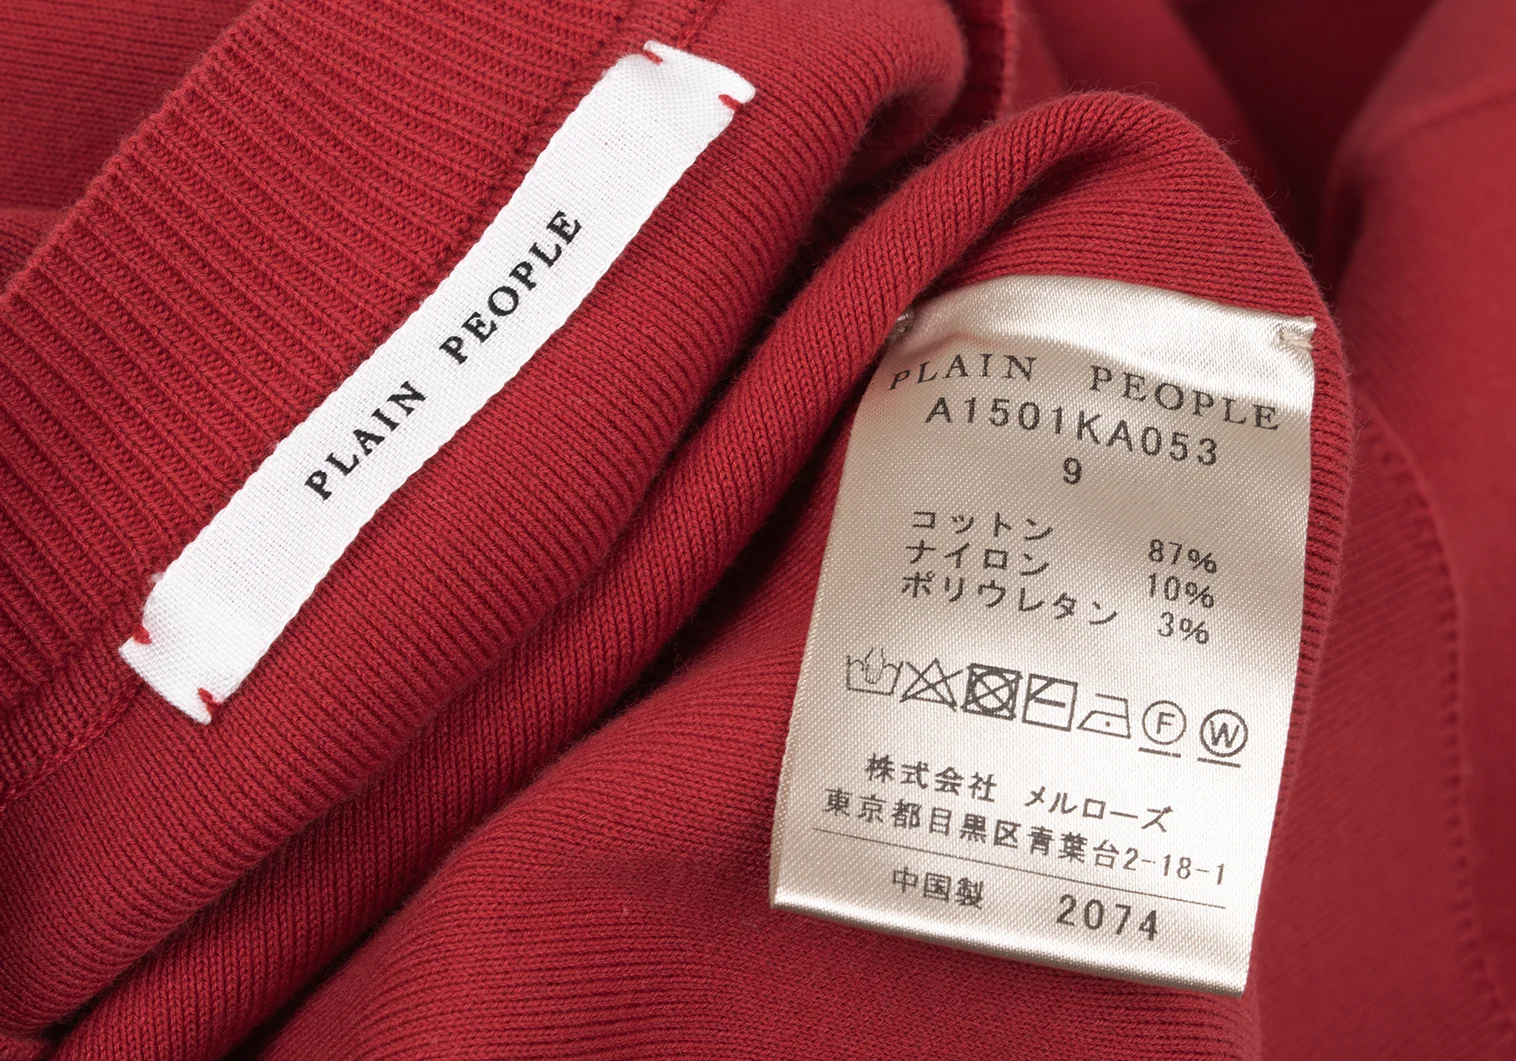 PLAIN PEOPLE
PLAIN PEOPLE
A1501KA053
9
コットン 87%
ナイロン 10%
ポリウレタン 3%
F W
株式会社 メルローズ
東京都目黒区青葉台2-18-1
中国製 2074